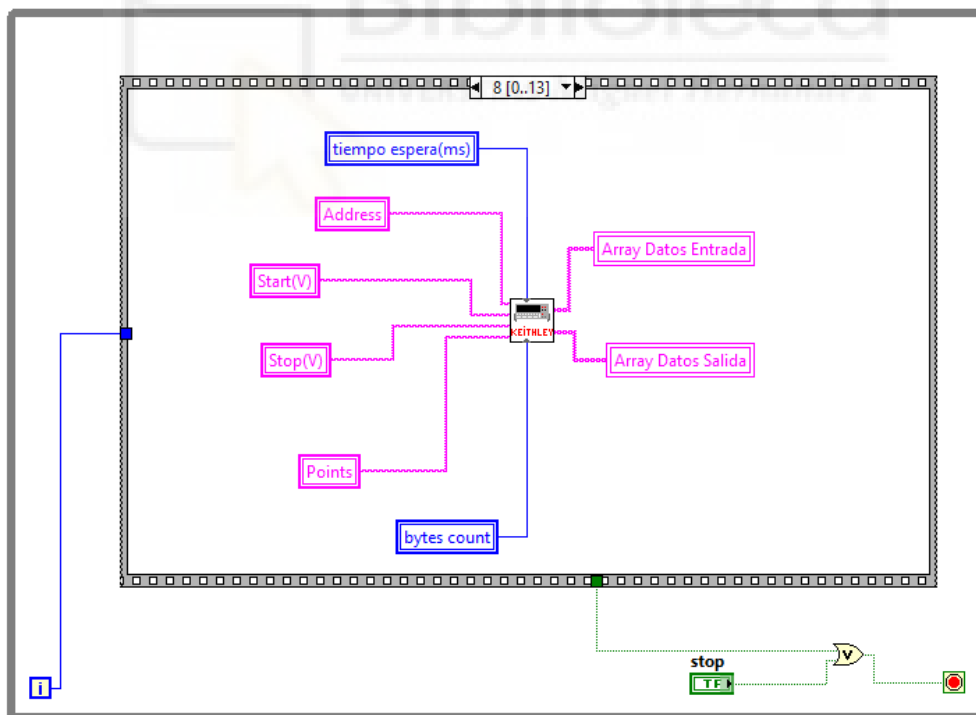 Biblioteca
8 [0..13]
tiempo espera(ms)
Address
Array Datos Entrada
Start(V)
KEITHLEY
Stop(V)
Array Datos Salida
Points
bytes count
stop
TF
V
i